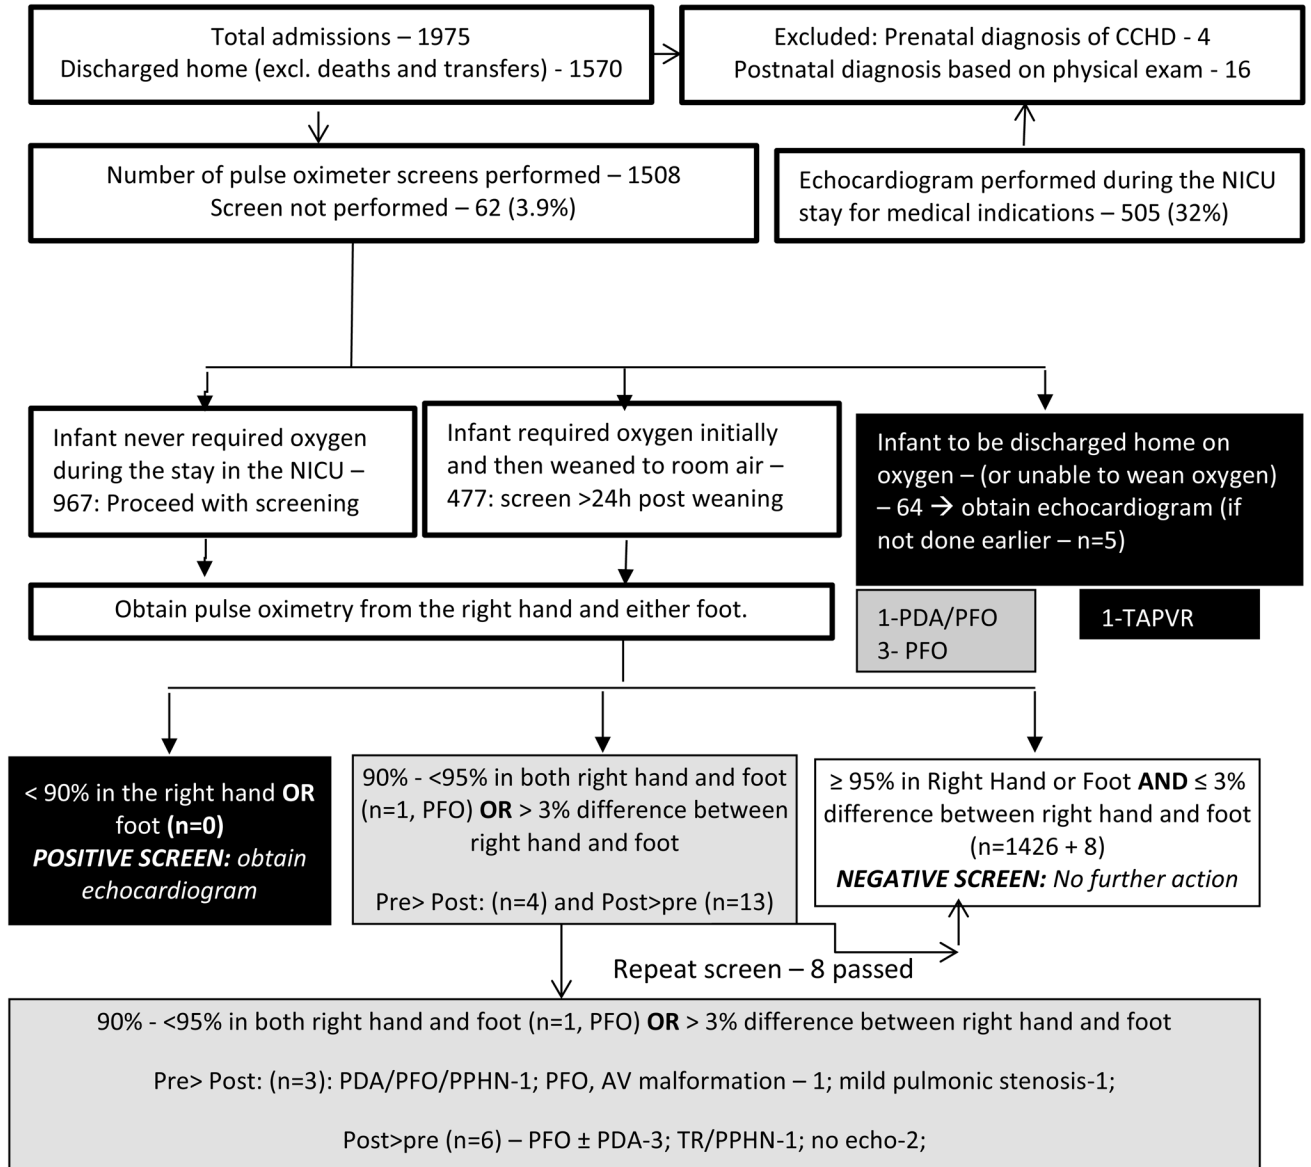 Total admissions – 1975
Discharged home (excl. deaths and transfers) - 1570
Excluded: Prenatal diagnosis of CCHD - 4
Postnatal diagnosis based on physical exam - 16
Number of pulse oximeter screens performed – 1508
Screen not performed – 62 (3.9%)
Echocardiogram performed during the NICU
stay for medical indications – 505 (32%)
Infant never required oxygen
during the stay in the NICU –
967: Proceed with screening
Infant required oxygen initially
and then weaned to room air –
477: screen >24h post weaning
Infant to be discharged home on
oxygen – (or unable to wean oxygen)
– 64 → obtain echocardiogram (if
not done earlier – n=5)
Obtain pulse oximetry from the right hand and either foot.
1-PDA/PFO
3- PFO
1-TAPVR
< 90% in the right hand OR
foot (n=0)
POSITIVE SCREEN: obtain
echocardiogram
90% - <95% in both right hand and foot
(n=1, PFO) OR > 3% difference between
right hand and foot
Pre> Post: (n=4) and Post>pre (n=13)
≥ 95% in Right Hand or Foot AND ≤ 3%
difference between right hand and foot
(n=1426 + 8)
NEGATIVE SCREEN: No further action
Repeat screen – 8 passed
90% - <95% in both right hand and foot (n=1, PFO) OR > 3% difference between right hand and foot
Pre> Post: (n=3): PDA/PFO/PPHN-1; PFO, AV malformation – 1; mild pulmonic stenosis-1;
Post>pre (n=6) – PFO ± PDA-3; TR/PPHN-1; no echo-2;